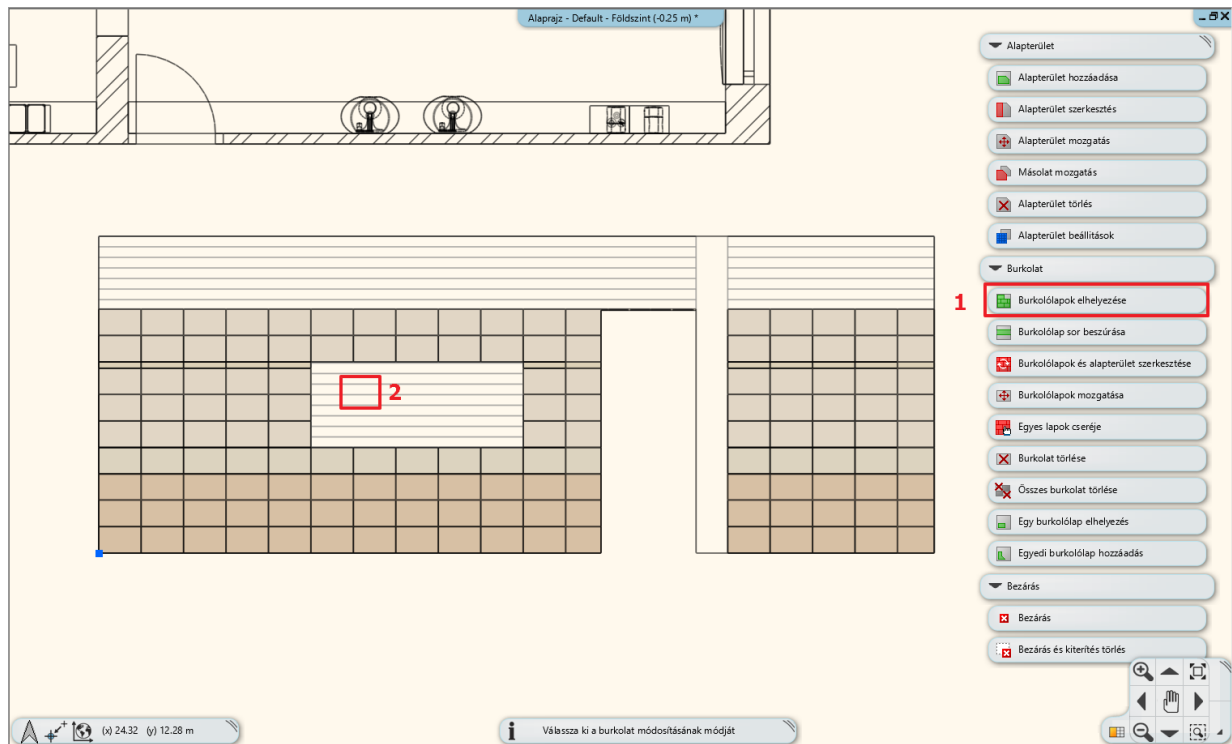 Alaprajz - Default - Földszint (-0.25 m) *
Alapterület
Alapterület hozzáadása
Alapterület szerkesztés
Alapterület mozgatás
Másolat mozgatás
Alapterület törlés
Alapterület beállítások
Burkolat
1
Burkolólapok elhelyezése
Burkolólap sor beszúrása
Burkolólapok és alapterület szerkesztése
2
Burkolólapok mozgatása
Egyes lapok cseréje
Burkolat törlése
Összes burkolat törlése
Egy burkolólap elhelyezés
Egyedi burkolólap hozzáadás
Bezárás
Bezárás
Bezárás és kiterítés törlés
(x) 24.32 (y) 12.28 m
Válassza ki a burkolat módosításának módját